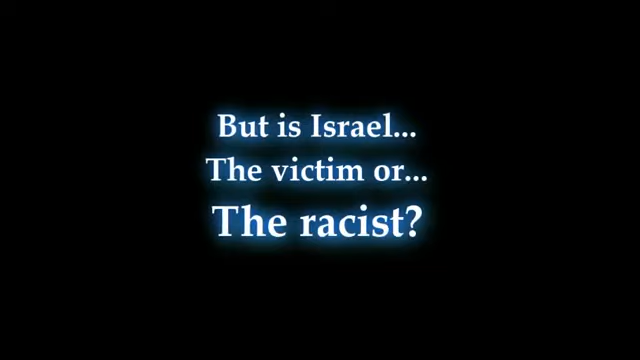 But is Israel...
The victim or...
The racist?